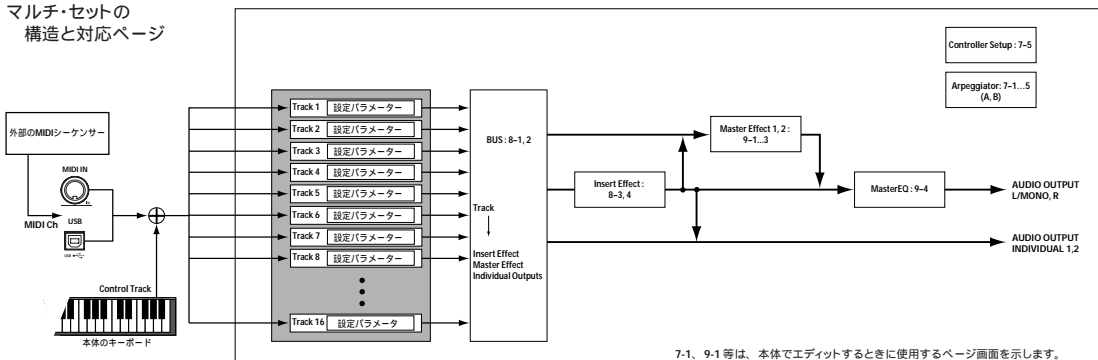 マルチ・セットの
構造と対応ページ
Controller Setup : 7–5
Arpeggiator: 7–1...5
(A, B)
外部のMIDIシーケンサー
MIDI IN
MIDI Ch
USB
Control Track
本体のキーボード
Track 1 設定パラメーター
Track 2 設定パラメーター
Track 3 設定パラメーター
Track 4 設定パラメーター
Track 5 設定パラメーター
Track 6 設定パラメーター
Track 7 設定パラメーター
Track 8 設定パラメーター
Track 16 設定パラメータ
BUS : 8–1, 2
Track
Insert Effect
Master Effect
Individual Outputs
Insert Effect :
8–3, 4
Master Effect 1, 2 :
9–1...3
MasterEQ : 9–4
AUDIO OUTPUT
L/MONO, R
AUDIO OUTPUT
INDIVIDUAL 1,2
7-1、9-1 等は、本体でエディットするときに使用するページ画面を示します。